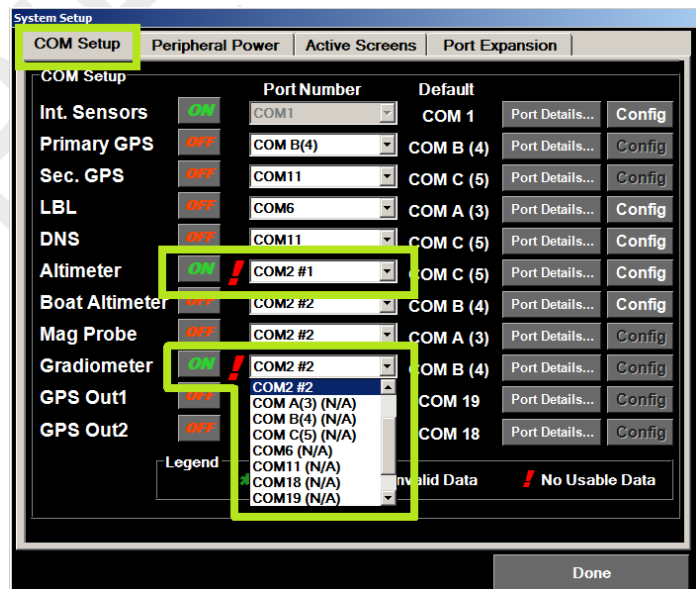 System Setup
COM Setup Peripheral Power Active Screens Port Expansion
COM Setup
Port Number Default
Int. Sensors ON COM1 COM 1 Port Details... Config
Primary GPS OFF COM B(4) COM B (4) Port Details... Config
Sec. GPS OFF COM11 COM C (5) Port Details... Config
LBL OFF COM6 COM A (3) Port Details... Config
DNS OFF COM11 COM C (5) Port Details... Config
Altimeter ON ! COM2 #1 COM C (5) Port Details... Config
Boat Altimeter OFF COM2 #2 COM B (4) Port Details... Config
Mag Probe OFF COM2 #2 COM A (3) Port Details... Config
Gradiometer ON ! COM2 #2 COM B (4) Port Details... Config
COM2 #2
GPS Out1 OFF COM A(3) (N/A) COM 19 Port Details... Config
COM B(4) (N/A)
GPS Out2 OFF COM C(5) (N/A) COM 18 Port Details... Config
COM6 (N/A)
Legend COM11 (N/A)
COM18 (N/A) nvalid Data ! No Usable Data
COM19 (N/A)
Done